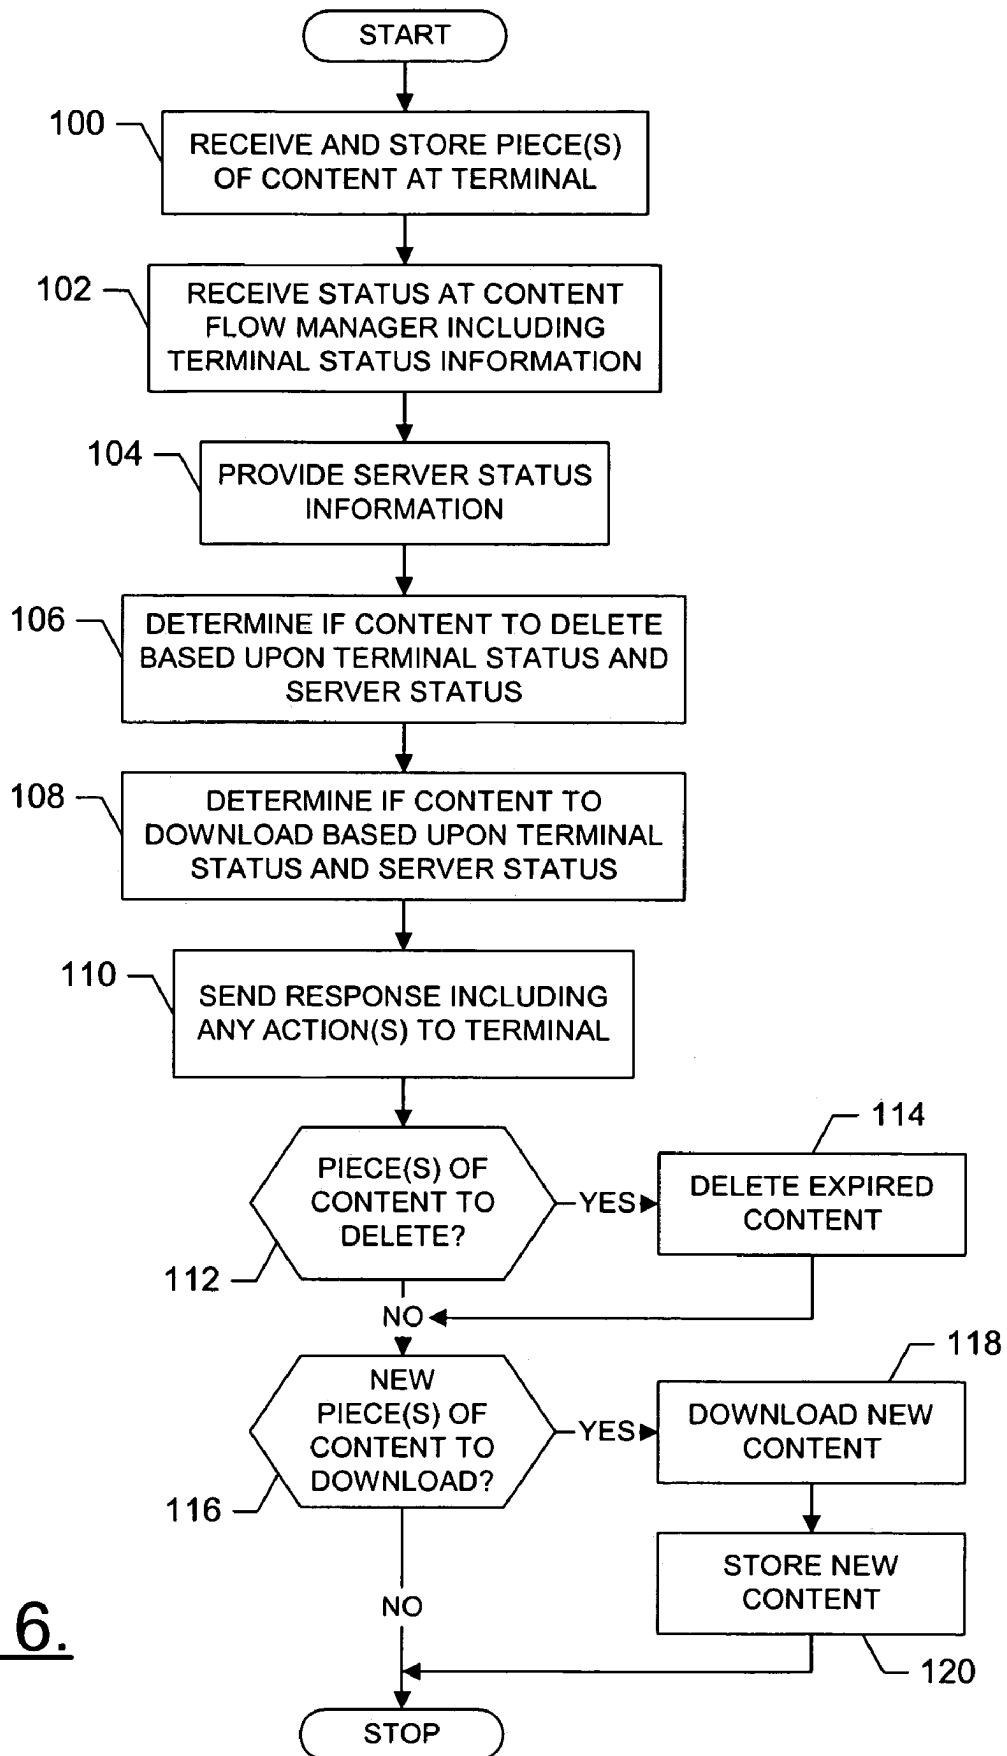 START
100
RECEIVE AND STORE PIECE(S)
OF CONTENT AT TERMINAL
102
RECEIVE STATUS AT CONTENT
FLOW MANAGER INCLUDING
TERMINAL STATUS INFORMATION
104
PROVIDE SERVER STATUS
INFORMATION
106
DETERMINE IF CONTENT TO DELETE
BASED UPON TERMINAL STATUS AND
SERVER STATUS
108
DETERMINE IF CONTENT TO
DOWNLOAD BASED UPON TERMINAL
STATUS AND SERVER STATUS
110
SEND RESPONSE INCLUDING
ANY ACTION(S) TO TERMINAL
PIECE(S) OF
CONTENT TO
DELETE?
112
YES
114
DELETE EXPIRED
CONTENT
NO
NEW
PIECE(S) OF
CONTENT TO
DOWNLOAD?
116
YES
118
DOWNLOAD NEW
CONTENT
STORE NEW
CONTENT
120
NO
6.
STOP